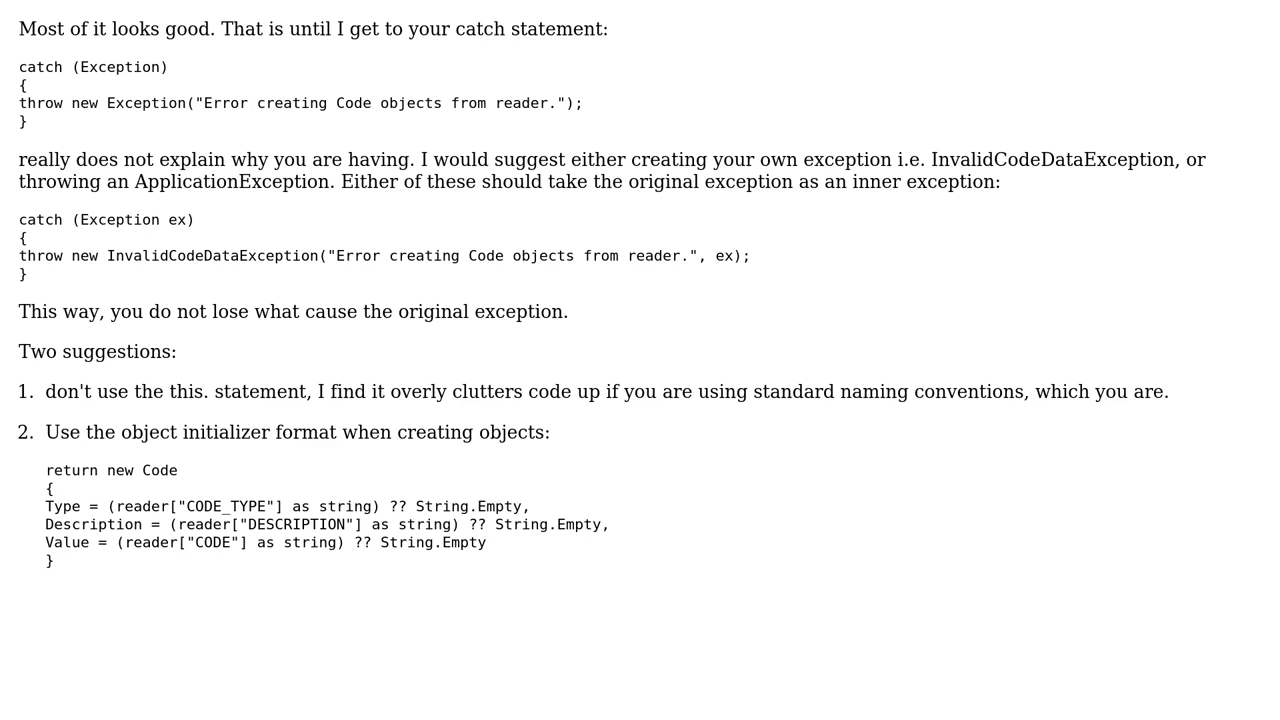 Most of it looks good. That is until I get to your catch statement:
catch (Exception)
{
throw new Exception("Error creating Code objects from reader.");
}
really does not explain why you are having. I would suggest either creating your own exception i.e. InvalidCodeDataException, or
throwing an ApplicationException. Either of these should take the original exception as an inner exception:
catch (Exception ex)
{
throw new InvalidCodeDataException("Error creating Code objects from reader.", ex);
}
This way, you do not lose what cause the original exception.
Two suggestions:
1. don't use the this. statement, I find it overly clutters code up if you are using standard naming conventions, which you are.
2. Use the object initializer format when creating objects:
return new Code
{
Type = (reader["CODE_TYPE"] as string) ?? String.Empty,
Description = (reader["DESCRIPTION"] as string) ?? String.Empty,
Value = (reader["CODE"] as string) ?? String.Empty
}